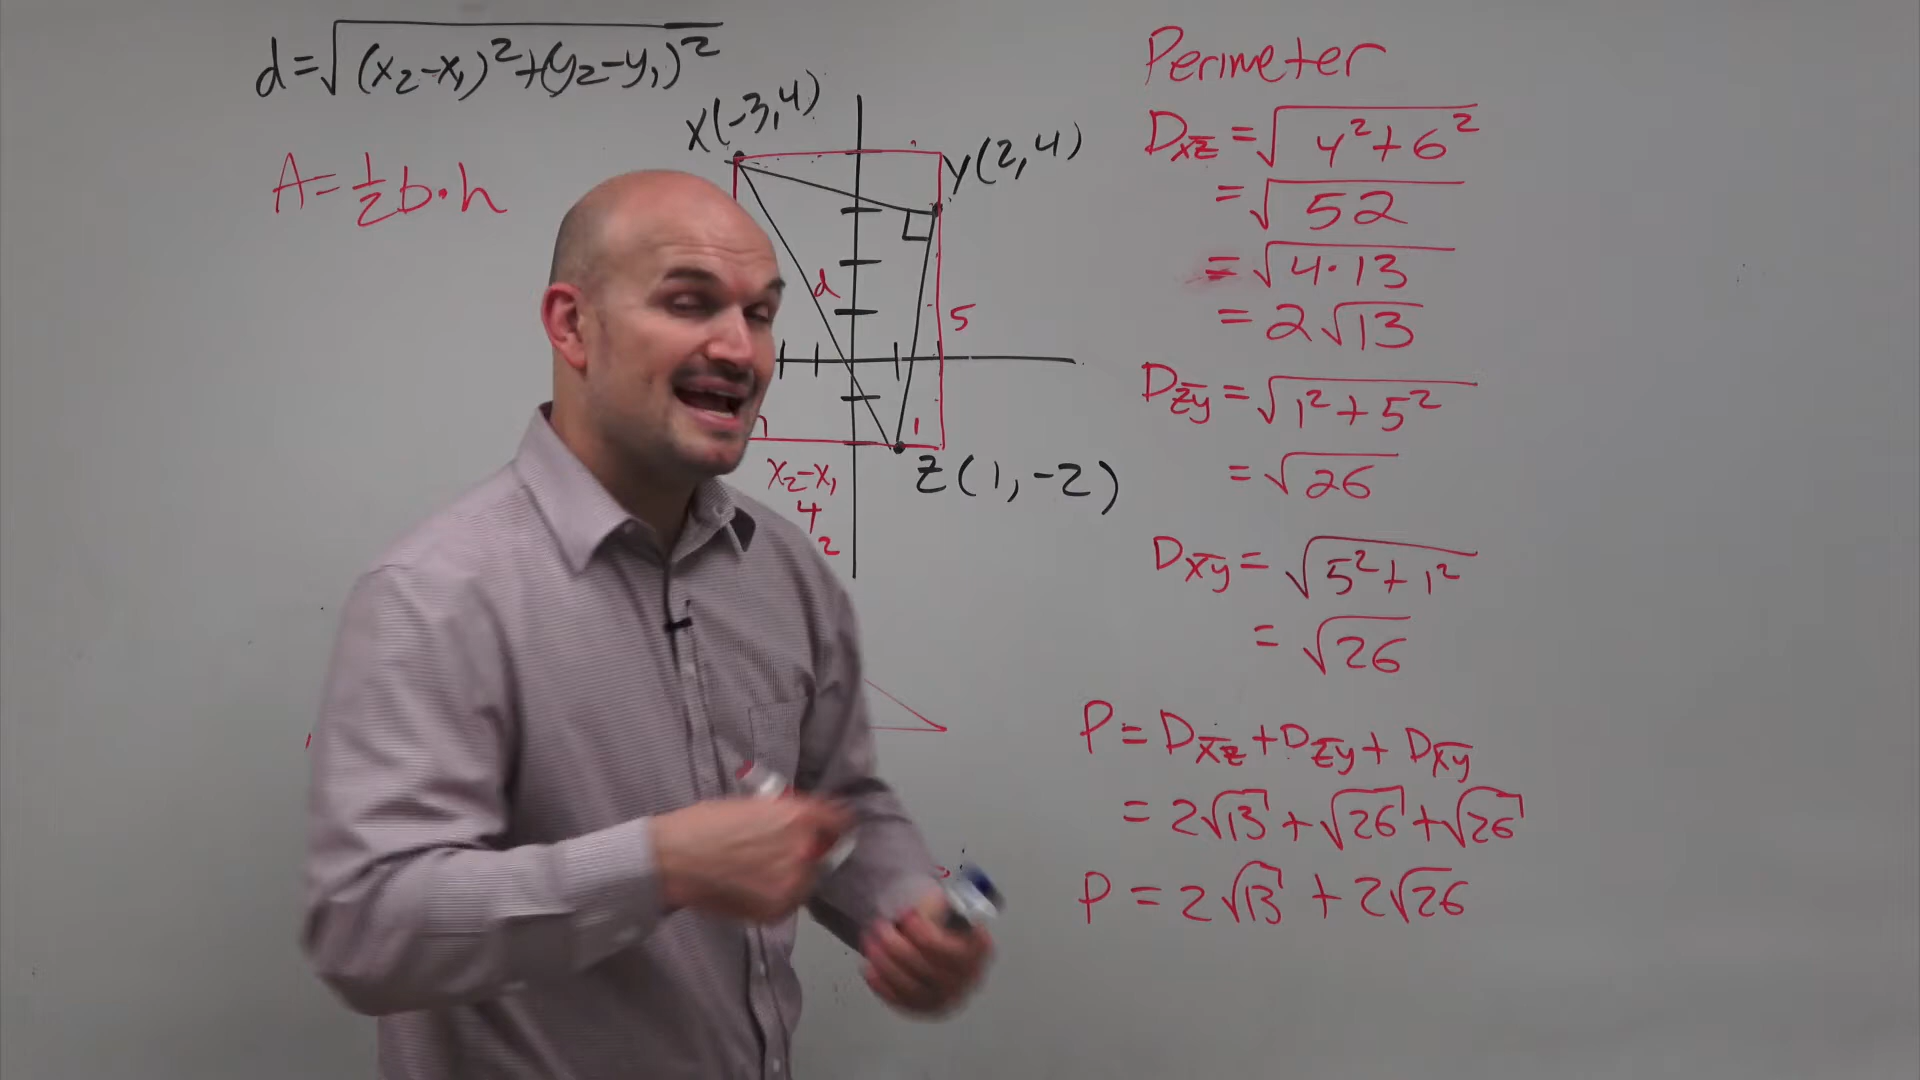 d=√(x₂-x₁)²+(y₂-y₁)²
A=½b·h
X(-3,4)
Y(2,4)
d
5
1
x₂-x₁
4
2
Z(1,-2)
Perimeter
D_XZ=√4²+6²
=√52
=√4·13
=2√13
D_ZY=√1²+5²
=√26
D_XY=√5²+1²
=√26
P=D_XZ+D_ZY+D_XY
=2√13+√26+√26
P=2√13+2√26